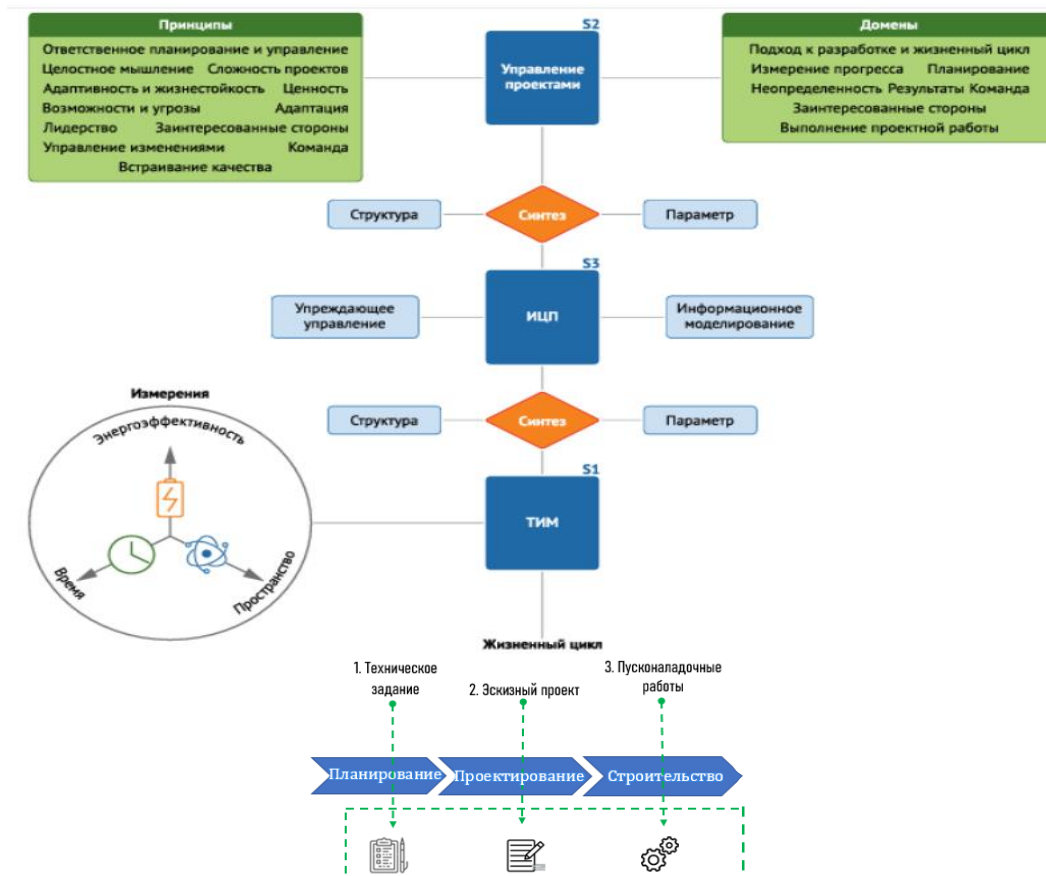 Принципы
Ответственное планирование и управление
Целостное мышление Сложность проектов
Адаптивность и жизнестойкость Ценность
Возможности и угрозы Адаптация
Лидерство Заинтересованные стороны
Управление изменениями Команда
Встраивание качества
S2
Управление
проектами
Домены
Подход к разработке и жизненный цикл
Измерение прогресса Планирование
Неопределенность Результаты Команда
Заинтересованные стороны
Выполнение проектной работы
Структура
Синтез
Параметр
S3
Упреждающее
управление
ИЦП
Информационное
моделирование
Измерения
Энергоэффективность
Время
Пространство
Структура
Синтез
Параметр
S1
ТИМ
Жизненный цикл
1. Техническое
задание
2. Эскизный проект
3. Пусконаладочные
работы
Планирование
Проектирование
Строительство